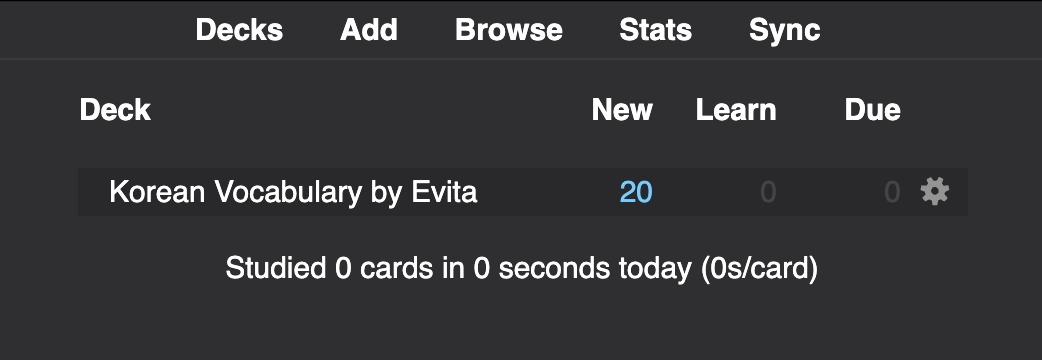 Decks Add Browse Stats Sync
Deck New Learn Due
Korean Vocabulary by Evita 20 0 0
Studied 0 cards in 0 seconds today (0s/card)